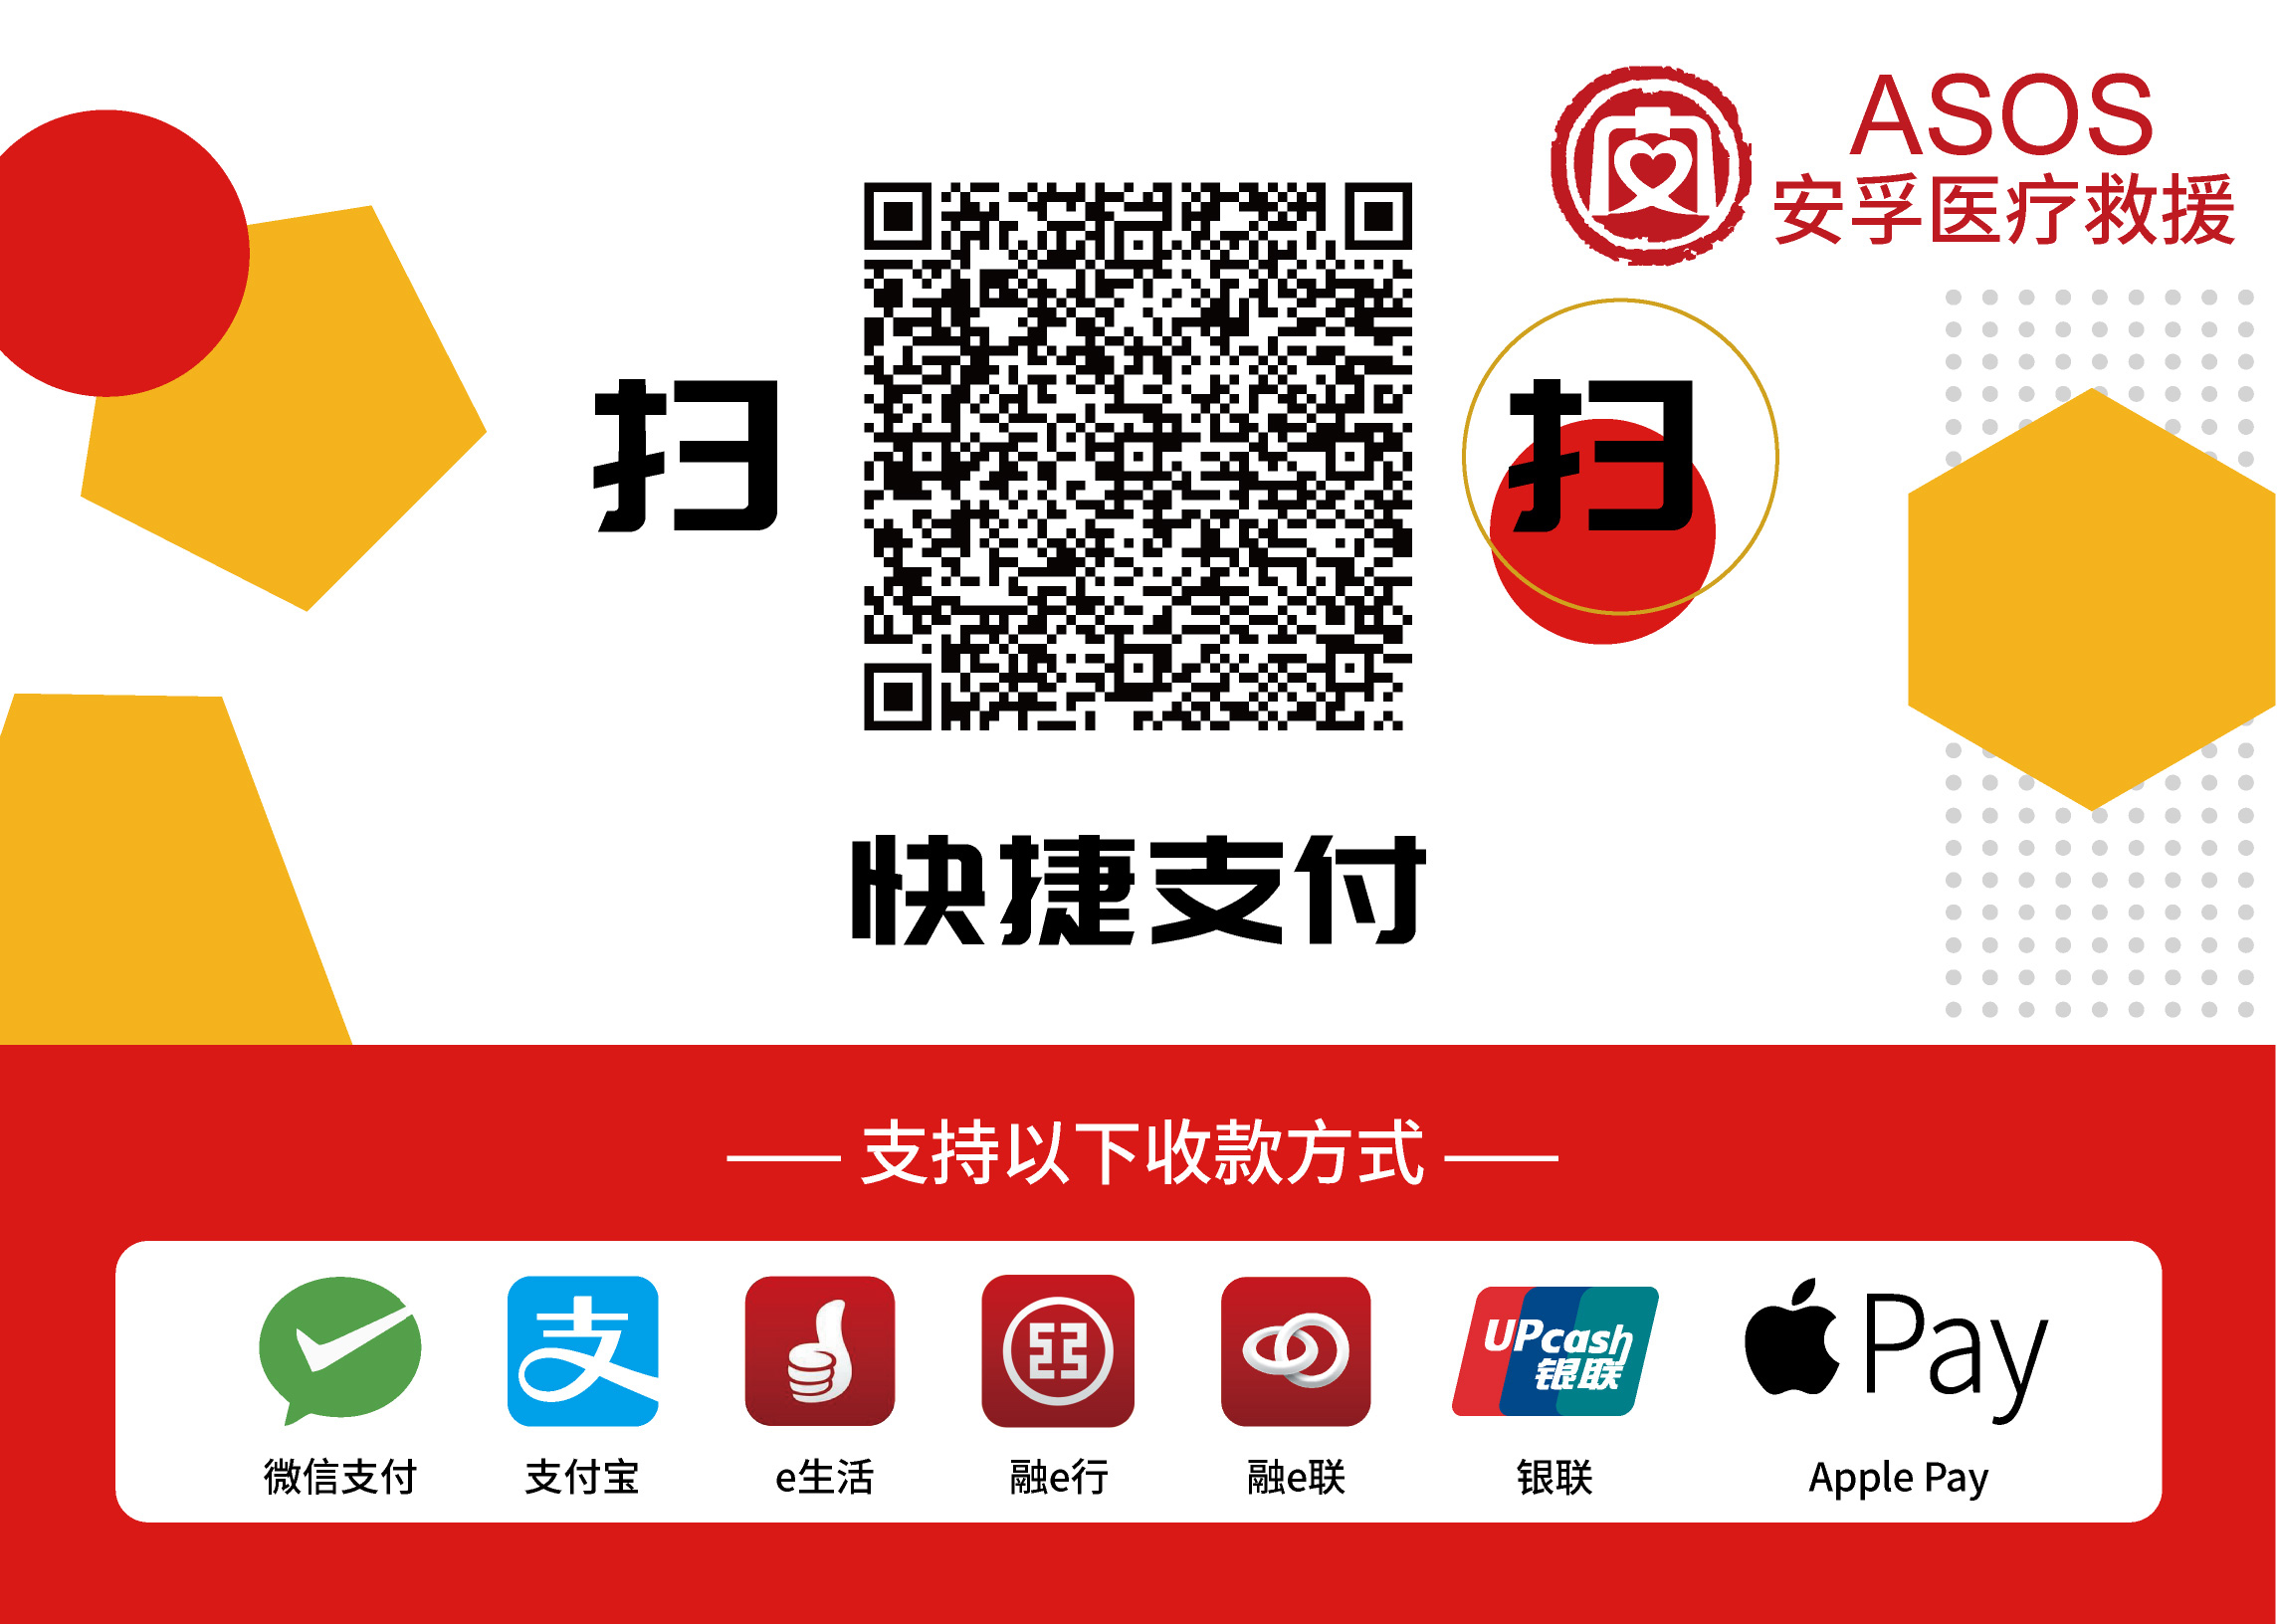 ASOS
安孚医疗救援
扫 扫
快捷支付
支持以下收款方式
支
UPcash
银联
Pay
微信支付 支付宝 e生活 融e行 融e联 银联 Apple Pay